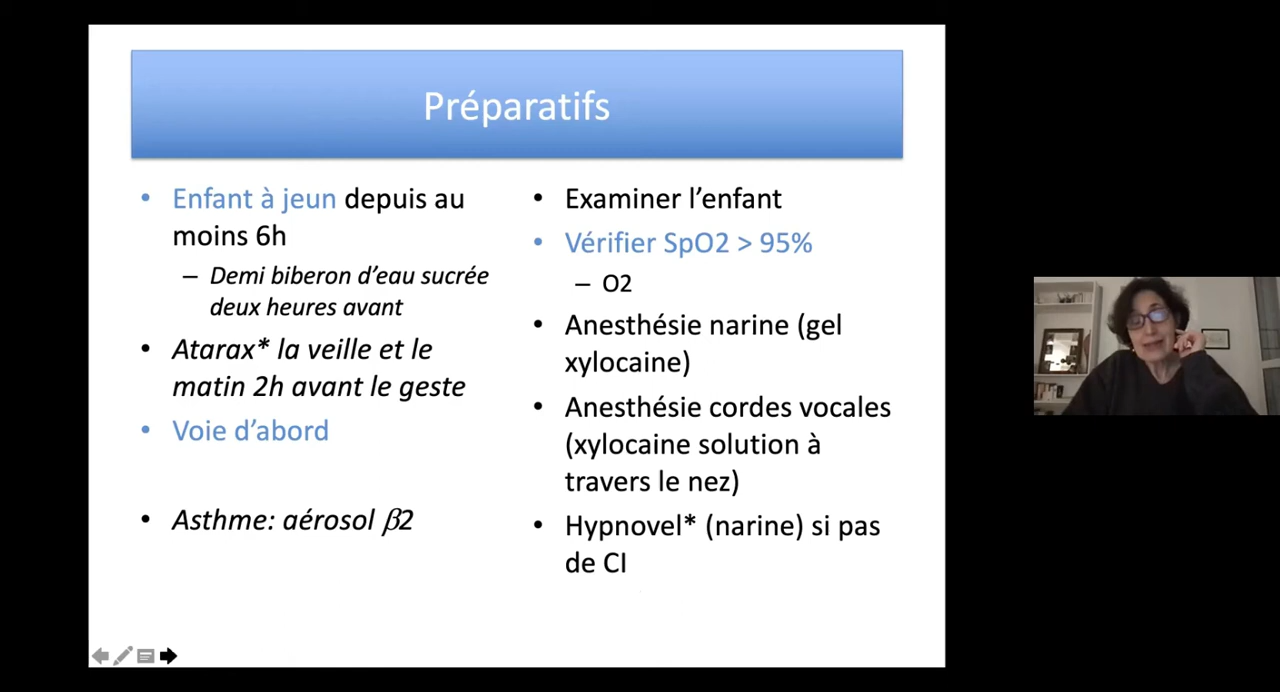 Préparatifs
• Enfant à jeun depuis au
moins 6h
– Demi biberon d’eau sucrée
deux heures avant
• Atarax* la veille et le
matin 2h avant le geste
• Voie d’abord
• Asthme: aérosol β2
• Examiner l’enfant
• Vérifier SpO2 > 95%
– O2
• Anesthésie narine (gel
xylocaine)
• Anesthésie cordes vocales
(xylocaine solution à
travers le nez)
• Hypnovel* (narine) si pas
de CI